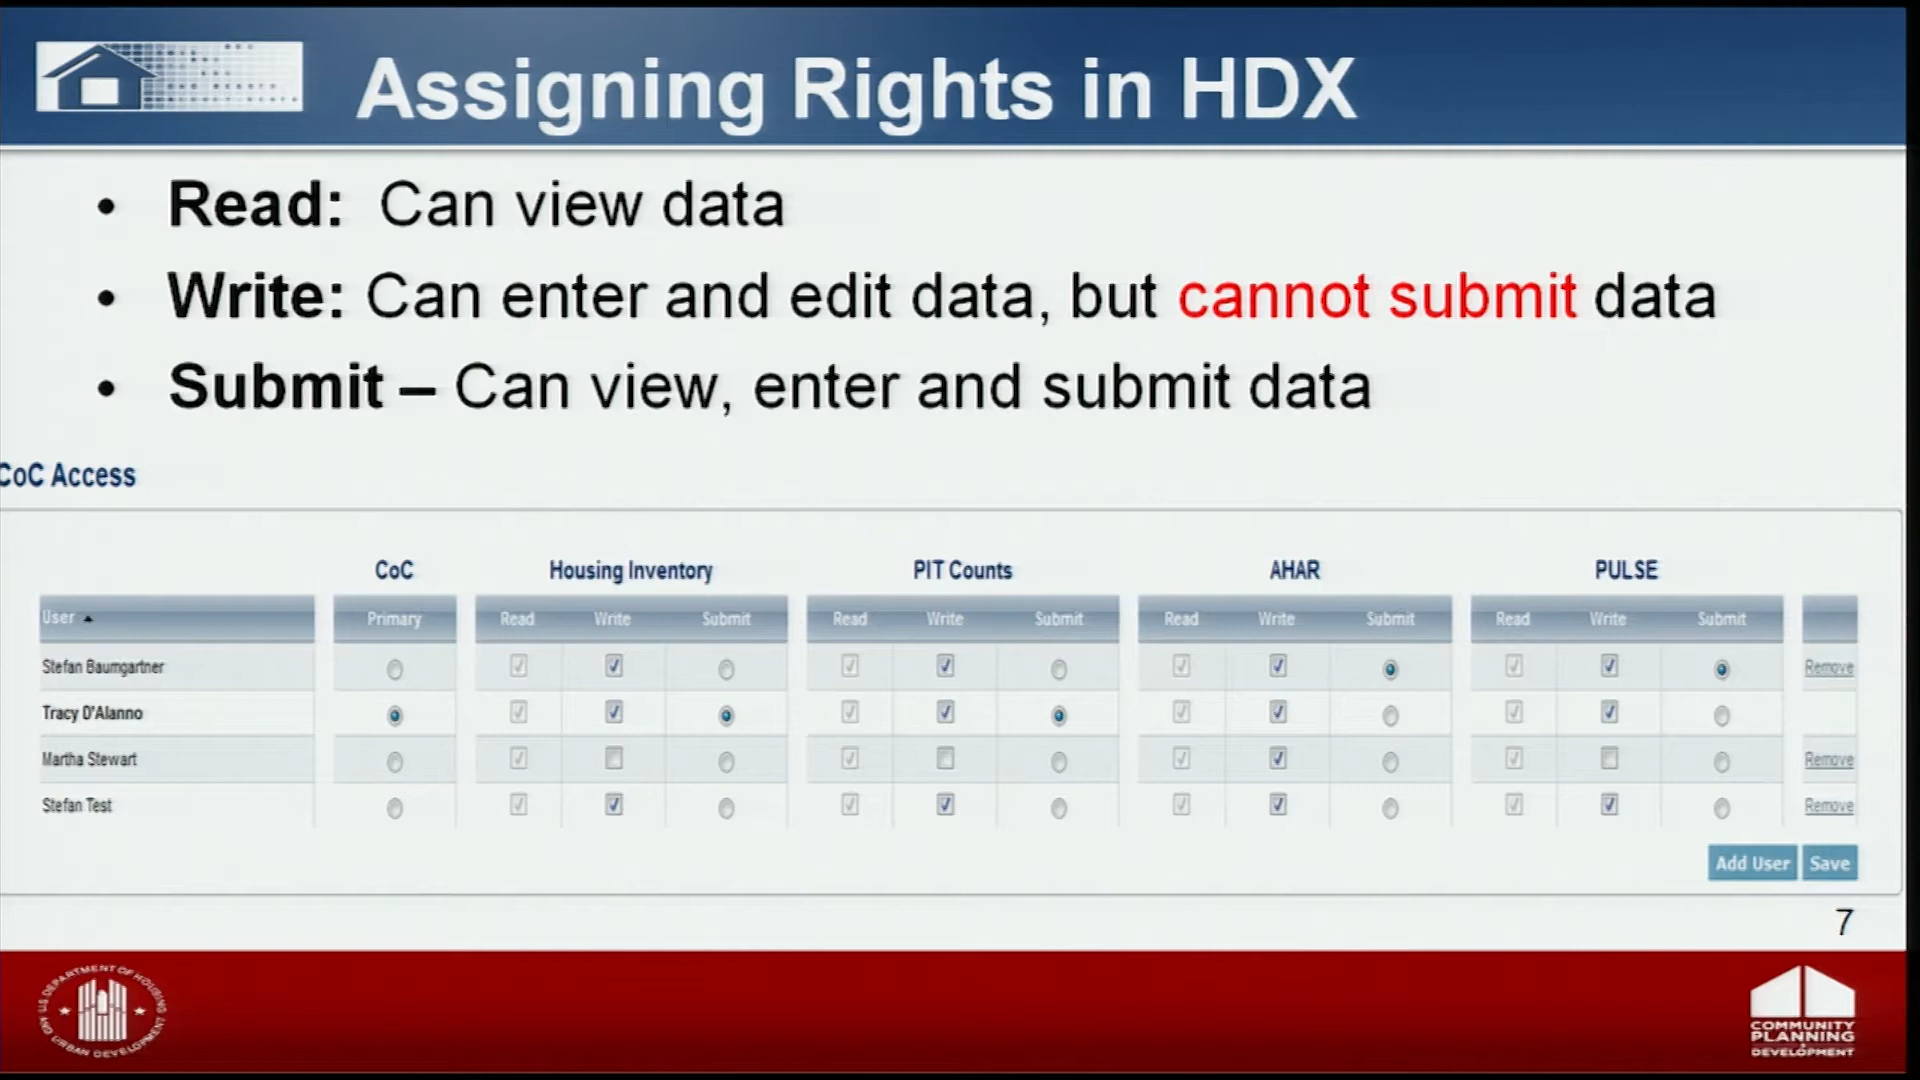 Assigning Rights in HDX
• Read: Can view data
• Write: Can enter and edit data, but cannot submit data
• Submit – Can view, enter and submit data
CoC Access
CoC Housing Inventory PIT Counts AHAR PULSE
User Primary Read Write Submit Read Write Submit Read Write Submit Read Write Submit
Stefan Baumgartner Remove
Tracy D'Alanno
Martha Stewart Remove
Stefan Test Remove
Add User Save
7
U.S. DEPARTMENT OF HOUSING AND URBAN DEVELOPMENT
COMMUNITY
PLANNING
DEVELOPMENT